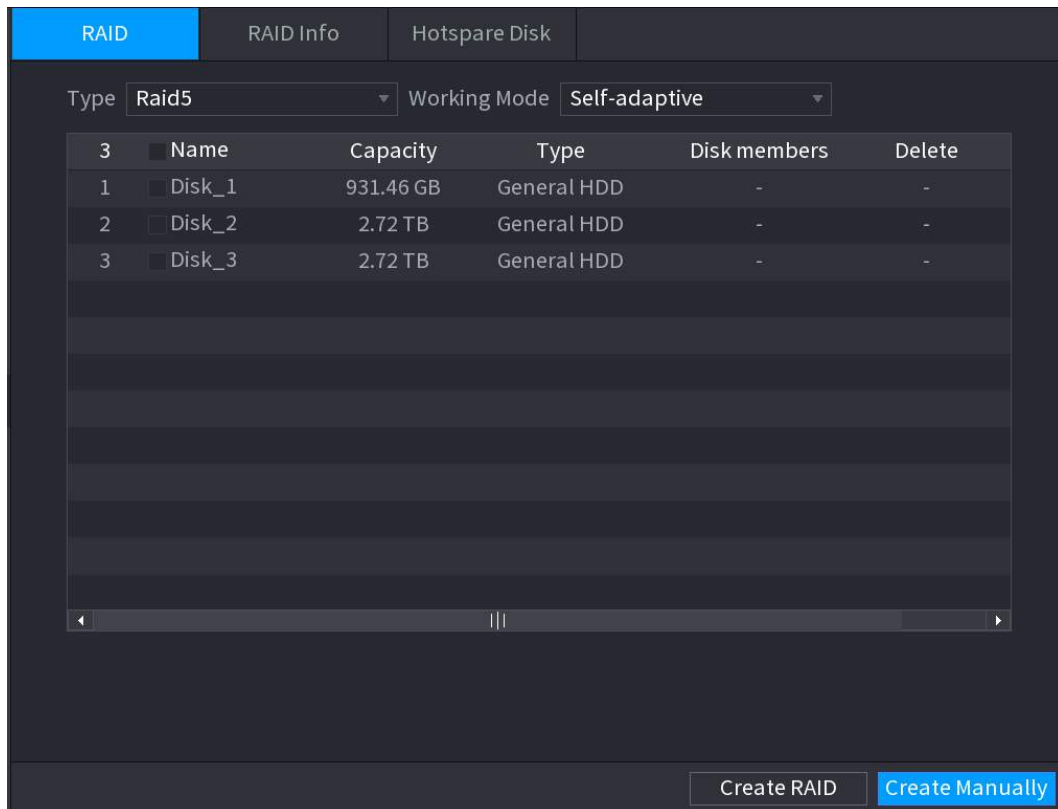 RAID RAID Info Hotspare Disk
Type Raid5 Working Mode Self-adaptive
3 Name Capacity Type Disk members Delete
1 Disk_1 931.46 GB General HDD - -
2 Disk_2 2.72 TB General HDD - -
3 Disk_3 2.72 TB General HDD - -
Create RAID Create Manually